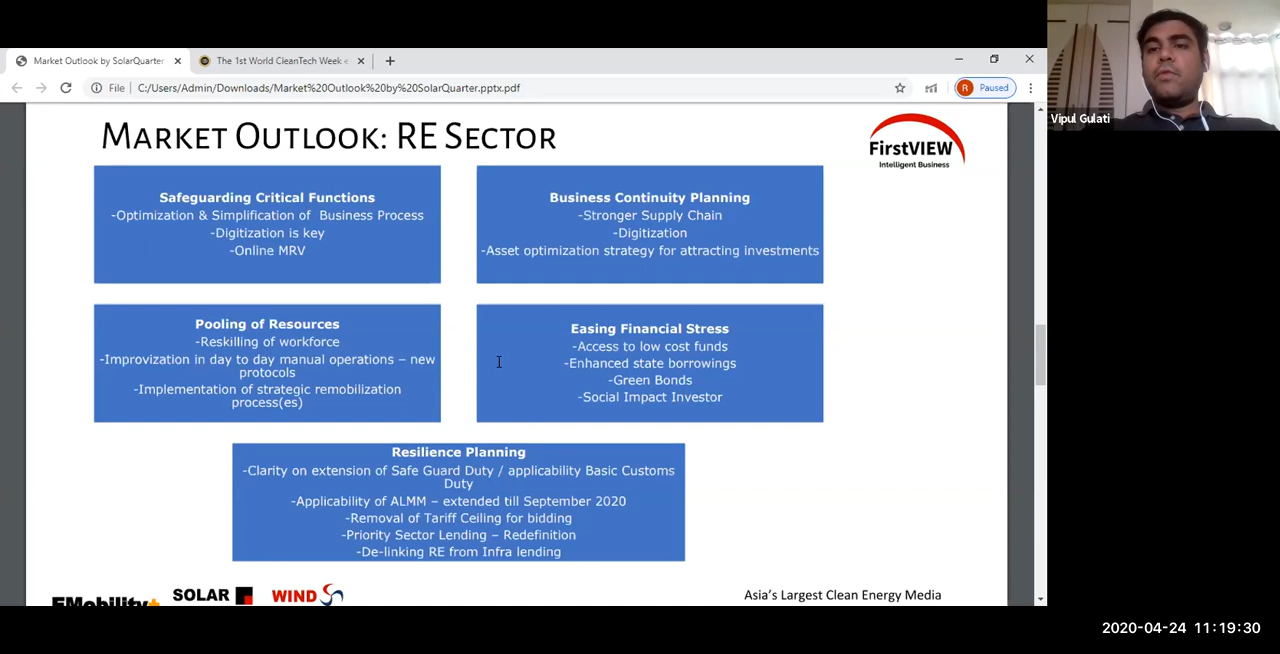 Market Outlook by SolarQuarter
The 1st World CleanTech Week e
File
C:/Users/Admin/Downloads/Market%20Outlook%20by%20SolarQuarter.pptx.pdf
R Paused
Vipul Gulati
MARKET OUTLOOK: RE SECTOR
FirstVIEW
Intelligent Business
Safeguarding Critical Functions
-Optimization & Simplification of Business Process
-Digitization is key
-Online MRV
Business Continuity Planning
-Stronger Supply Chain
-Digitization
-Asset optimization strategy for attracting investments
Pooling of Resources
-Reskilling of workforce
-Improvization in day to day manual operations – new
protocols
-Implementation of strategic remobilization
process(es)
Easing Financial Stress
-Access to low cost funds
-Enhanced state borrowings
-Green Bonds
-Social Impact Investor
Resilience Planning
-Clarity on extension of Safe Guard Duty / applicability Basic Customs
Duty
-Applicability of ALMM – extended till September 2020
-Removal of Tariff Ceiling for bidding
-Priority Sector Lending – Redefinition
-De-linking RE from Infra lending
EMobility+
SOLAR
WIND
Asia's Largest Clean Energy Media
2020-04-24 11:19:30